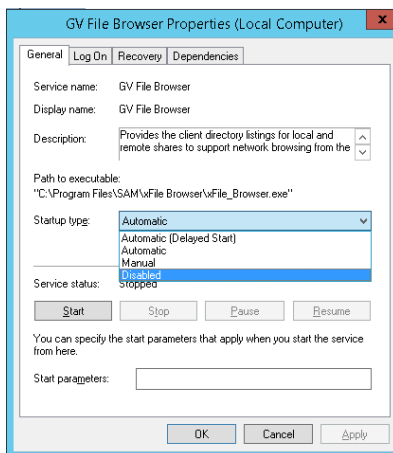 GV File Browser Properties (Local Computer)
x
General Log On Recovery Dependencies
Service name: GV File Browser
Display name: GV File Browser
Description: Provides the client directory listings for local and
remote shares to support network browsing from the
Path to executable:
"C:\Program Files\SAM\xFile Browser\xFile_Browser.exe"
Startup type: Automatic
Automatic (Delayed Start)
Automatic
Manual
Disabled
Service status: Stopped
Start Stop Pause Resume
You can specify the start parameters that apply when you start the service
from here.
Start parameters:
OK Cancel Apply